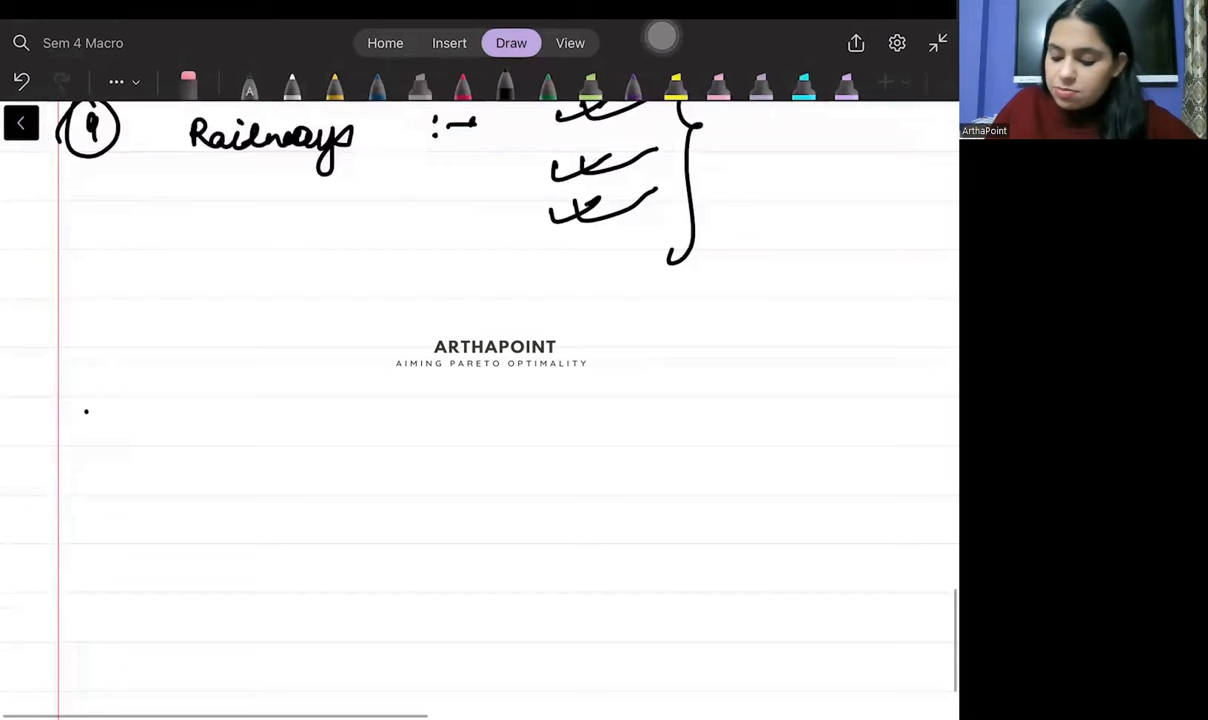 Sem 4 Macro
Home Insert Draw View
A
9 Railways :-
ArthaPoint
ARTHAPOINT
AIMING PARETO OPTIMALITY